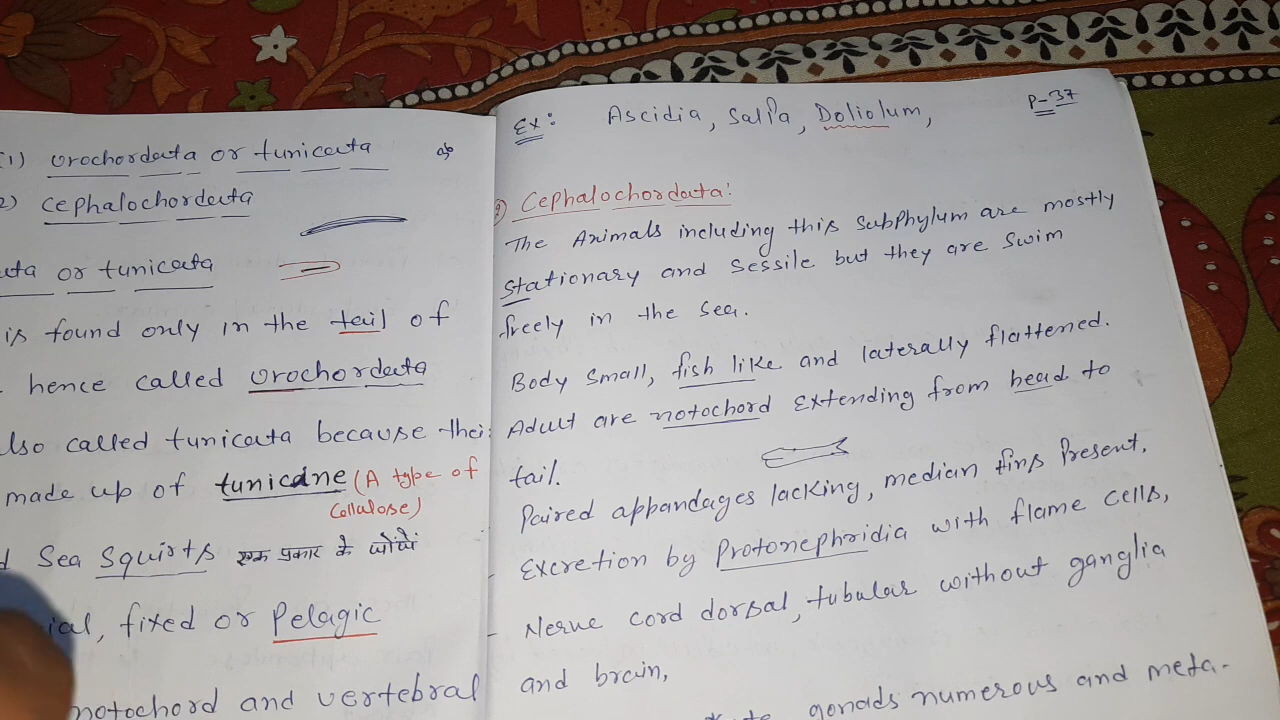 1) Urochordata or tunicata
2) Cephalochordata
ata or tunicata
is found only in the tail of
hence called Urochordata
lso called tunicata because thei
made up of tunicine (A type of
Cellulose)
d Sea Squirts एक प्रकार के घोंघे
ial, fixed or Pelagic
notochord and vertebral
Ex: Ascidia, Salpa, Doliolum,
P-37
2) Cephalochordata:
The Animals including this Subphylum are mostly
Stationary and Sessile but they are Swim
freely in the Sea.
Body Small, fish like and laterally flattened.
Adult are notochord Extending from head to
tail.
Paired appandages lacking, median fins Present.
- Excretion by Protonephridia with flame cells,
- Nerve cord dorsal, tubular without ganglia
and brain,
gonads numerous and meta-